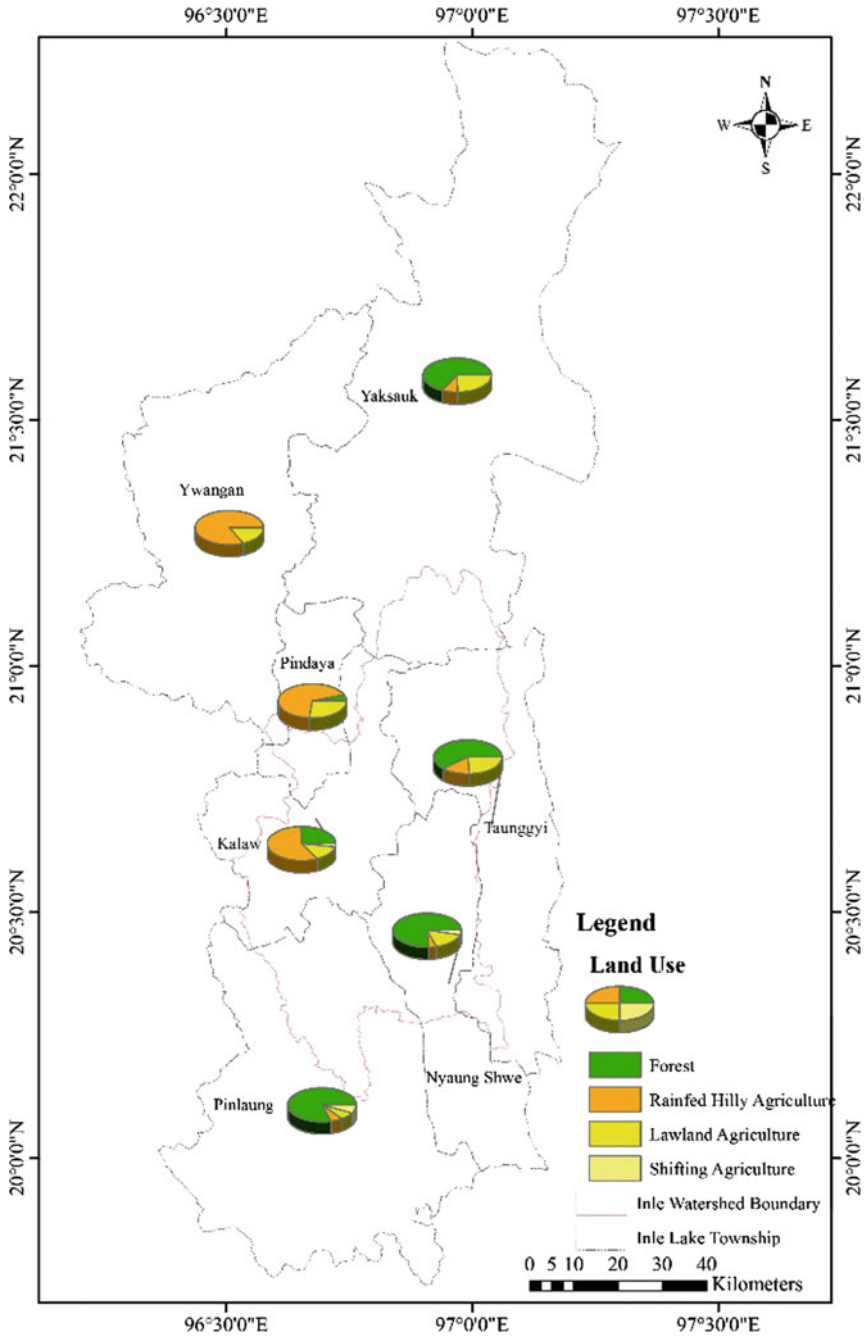 96°30'0"E
97°0'0"E
97°30'0"E
N
W
E
S
22°0'0"N
22°0'0"N
Yaksauk
21°30'0"N
21°30'0"N
Ywangan
Pindaya
21°0'0"N
21°0'0"N
Taunggyi
Kalaw
20°30'0"N
20°30'0"N
Legend
Land Use
Forest
Nyaung Shwe
Rainfed Hilly Agriculture
Pinlaung
Lawland Agriculture
20°0'0"N
20°0'0"N
Shifting Agriculture
Inle Watershed Boundary
Inle Lake Township
0 5 10 20 30 40
Kilometers
96°30'0"E
97°0'0"E
97°30'0"E